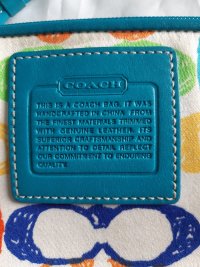 COACH
THIS IS A COACH BAG. IT WAS
HANDCRAFTED IN CHINA, FROM
THE FINEST MATERIALS TRIMMED
WITH GENUINE LEATHER. ITS
SUPERIOR CRAFTSMANSHIP AND
ATTENTION TO DETAIL REFLECT
OUR COMMITMENT TO ENDURING
QUALITY.